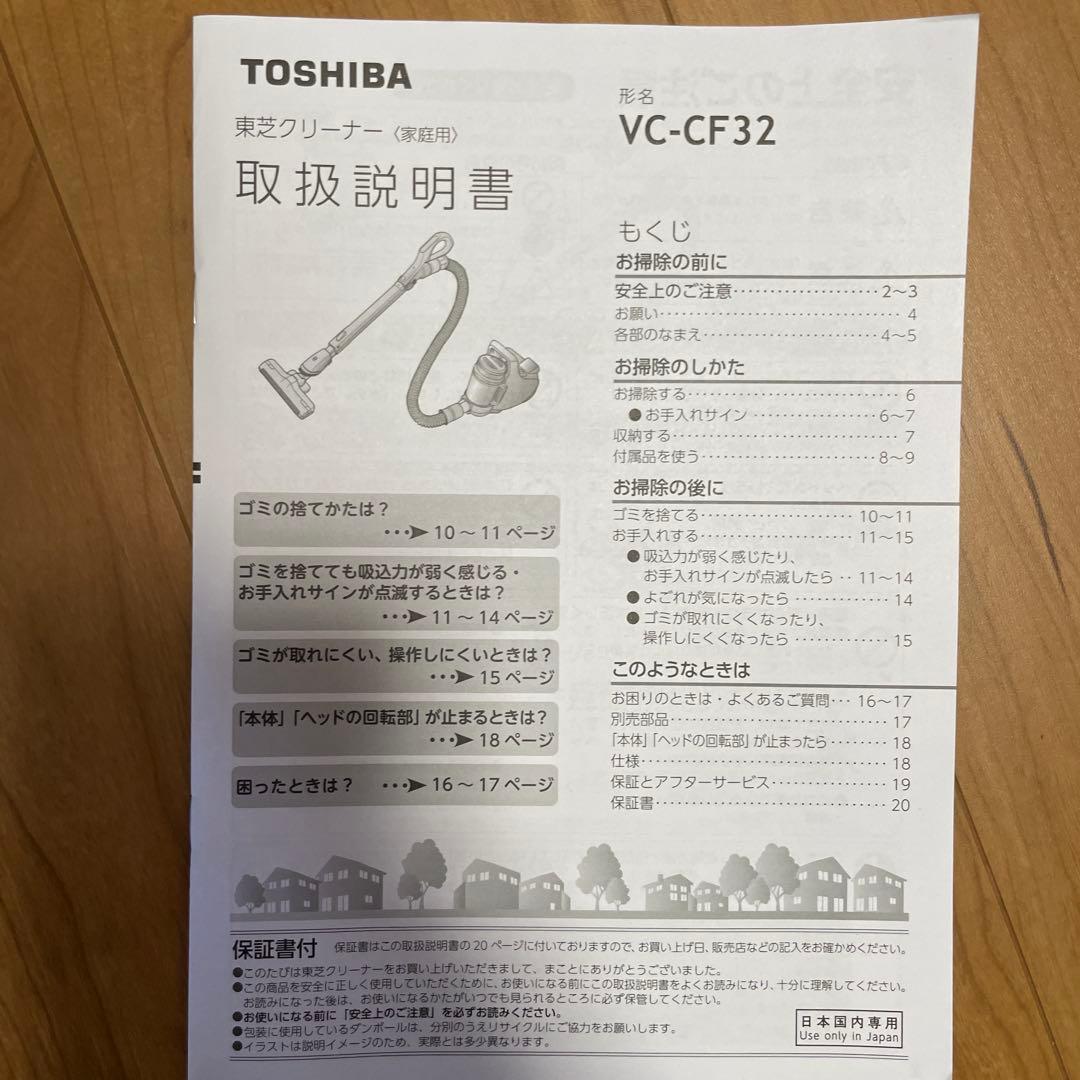 TOSHIBA
東芝クリーナー〈家庭用〉
取扱説明書
形名
VC-CF32
もくじ
お掃除の前に
安全上のご注意 2～3
お願い 4
各部のなまえ 4～5
お掃除のしかた
お掃除する 6
●お手入れサイン 6～7
収納する 7
付属品を使う 8～9
お掃除の後に
ゴミを捨てる 10～11
お手入れする 11～15
●吸込力が弱く感じたり、
お手入れサインが点滅したら 11～14
●よごれが気になったら 14
●ゴミが取れにくくなったり、
操作しにくくなったら 15
このようなときは
お困りのときは・よくあるご質問 16～17
別売部品 17
「本体」「ヘッドの回転部」が止まったら 18
仕様 18
保証とアフターサービス 19
保証書 20
ゴミの捨てかたは？
10～11ページ
ゴミを捨てても吸込力が弱く感じる・
お手入れサインが点滅するときは？
11～14ページ
ゴミが取れにくい、操作しにくいときは？
15ページ
「本体」「ヘッドの回転部」が止まるときは？
18ページ
困ったときは？ 16～17ページ
保証書付 保証書はこの取扱説明書の20ページに付いておりますので、お買い上げ日、販売店などの記入をお確かめください。
●このたびは東芝クリーナーをお買い上げいただきまして、まことにありがとうございました。
●この商品を安全に正しく使用していただくために、お使いになる前にこの取扱説明書をよくお読みになり、十分に理解してください。
お読みになった後は、お使いになるかたがいつでも見られるところに必ず保管してください。
●お使いになる前に「安全上のご注意」を必ずお読みください。
●包装に使用しているダンボールは、分別のうえリサイクルにご協力をお願いします。
●イラストは説明イメージのため、実際とは多少異なります。
日本国内専用
Use only in Japan